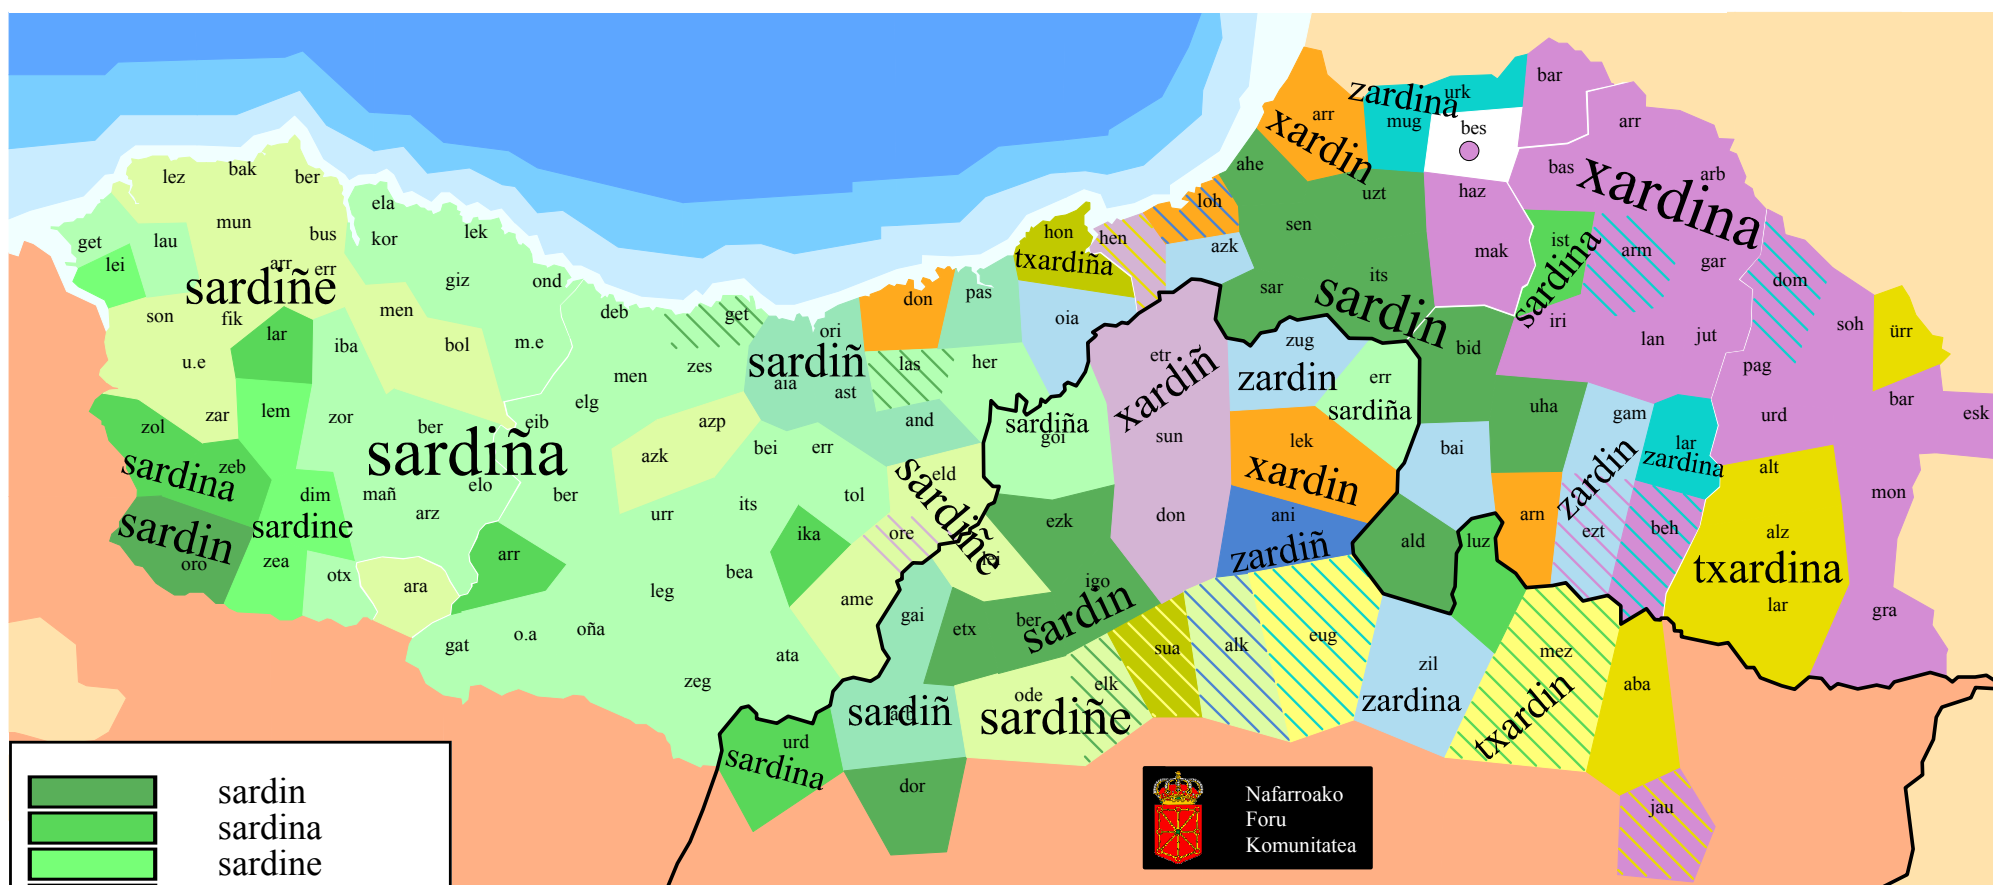 bar
zardina
urk
arr
mug
bes
arr
xardin
ahe
bas
arb
xardina
lez
bak
ber
uzt
haz
ela
loh
mun
bus
kor
lek
hon
hen
azk
sen
get
lau
lei
arr
err
txardiña
ist
arm
gar
mak
sardina
sardiñe
giz
ond
its
sar
sardin
dom
son
fik
men
deb
get
don
pas
oia
iri
lan
jut
soh
ürr
lar
iba
bol
m.e
ori
sardiñ
etr
xardiñ
zug
bid
u.e
zes
men
aia
ast
las
her
zardin
err
sardiña
pag
zar
lem
zor
ber
eib
elg
azp
and
sardiña
goi
sun
uha
gam
urd
bar
esk
zol
sardina
zeb
sardiña
azk
bei
err
sardiñe
eld
lek
xardin
bai
zardin
lar
zardina
alt
mon
dim
mañ
elo
arz
ber
its
tol
urr
ezk
don
ani
zardiñ
arn
ezt
beh
alz
sardin
oro
sardine
zea
otx
arr
ika
ore
lei
ald
luz
txardina
lar
ara
bea
leg
ame
igo
ber
sardin
gra
gat
o.a
oña
gai
etx
sua
alk
eug
mez
ata
zeg
zil
zardina
txardin
aba
arb
sardiñ
ode
elk
sardiñe
urd
sardina
dor
jau
Nafarroako
Foru
Komunitatea
sardin
sardina
sardine